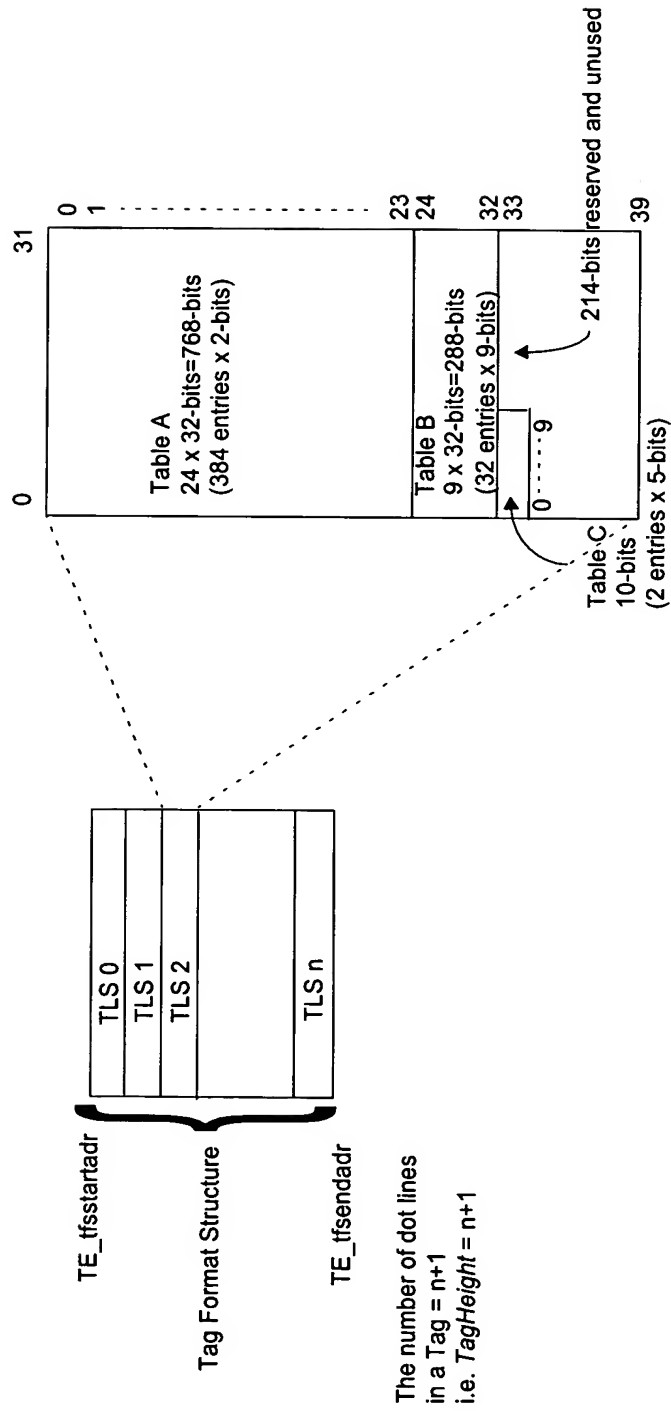 TE_tfsstartadr
Tag Format Structure
TE_tfsendadr
The number of dot lines
in a Tag = n+1
i.e. TagHeight = n+1
TLS 0
TLS 1
TLS 2
TLS n
0
31
Table A
24 x 32-bits=768-bits
(384 entries x 2-bits)
Table B
9 x 32-bits=288-bits
(32 entries x 9-bits)
0 9
Table C
10-bits
(2 entries x 5-bits)
0
1
23
24
32
33
39
214-bits reserved and unused